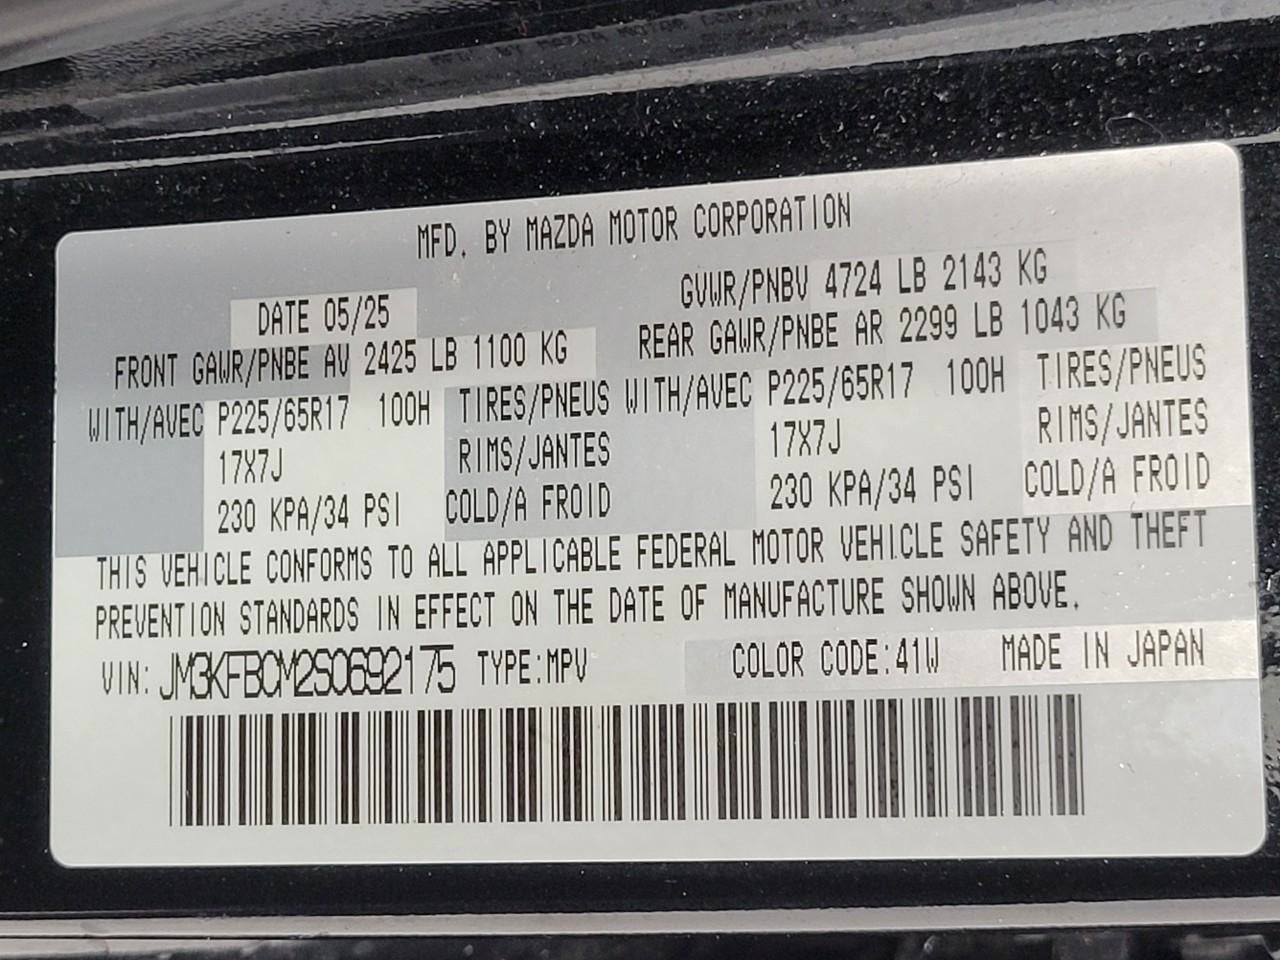 MFD. BY MAZDA MOTOR CORPORATION
DATE 05/25
GVWR/PNBV 4724 LB 2143 KG
FRONT GAWR/PNBE AV 2425 LB 1100 KG
REAR GAWR/PNBE AR 2299 LB 1043 KG
WITH/AVEC P225/65R17 100H TIRES/PNEUS WITH/AVEC P225/65R17 100H TIRES/PNEUS
17X7J RIMS/JANTES 17X7J RIMS/JANTES
230 KPA/34 PSI COLD/A FROID 230 KPA/34 PSI COLD/A FROID
THIS VEHICLE CONFORMS TO ALL APPLICABLE FEDERAL MOTOR VEHICLE SAFETY AND THEFT
PREVENTION STANDARDS IN EFFECT ON THE DATE OF MANUFACTURE SHOWN ABOVE.
VIN: JM3KFBCM2S0692175 TYPE:MPV COLOR CODE:41W MADE IN JAPAN